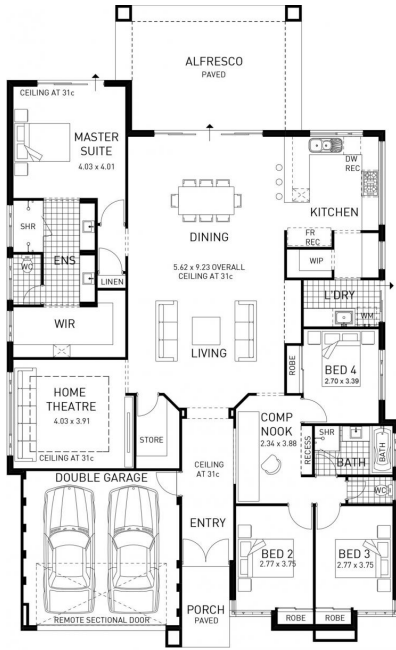 ALFRESCO
PAVED
CEILING AT 31c
MASTER
SUITE
4.03 x 4.01
DW
REC
KITCHEN
SHR
ENS
WC
LINEN
DINING
5.62 x 9.23 OVERALL
CEILING AT 31c
FR
REC
WIP
L'DRY
WM
WIR
LIVING
ROBE
BED 4
2.70 x 3.39
HOME
THEATRE
4.03 x 3.91
CEILING AT 31c
STORE
COMP
NOOK
2.34 x 3.88
RECESS
SHR
BATH
BATH
WC
DOUBLE GARAGE
CEILING
AT
31c
ENTRY
BED 2
2.77 x 3.75
BED 3
2.77 x 3.75
ROBE
ROBE
PORCH
PAVED
REMOTE SECTIONAL DOOR